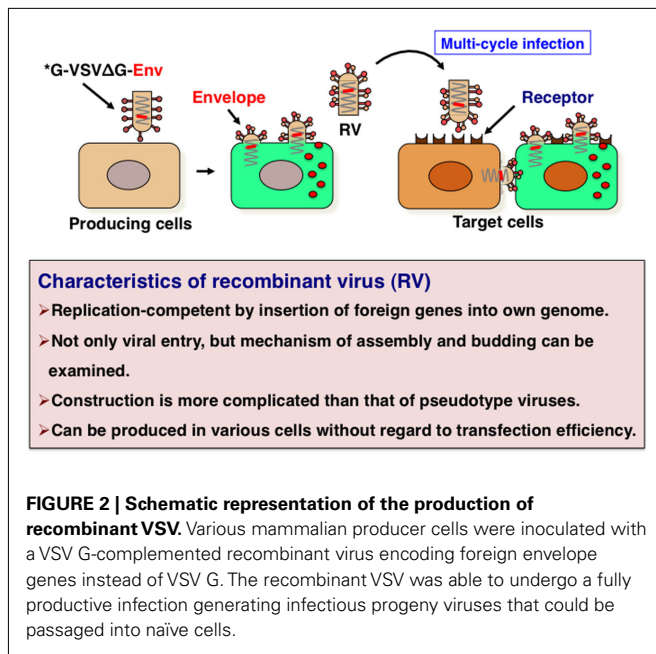 *G-VSVΔG-Env
Multi-cycle infection
Envelope
RV
Receptor
Producing cells
Target cells
Characteristics of recombinant virus (RV)
➢Replication-competent by insertion of foreign genes into own genome.
➢Not only viral entry, but mechanism of assembly and budding can be
examined.
➢Construction is more complicated than that of pseudotype viruses.
➢Can be produced in various cells without regard to transfection efficiency.
FIGURE 2 | Schematic representation of the production of
recombinant VSV. Various mammalian producer cells were inoculated with
a VSV G-complemented recombinant virus encoding foreign envelope
genes instead of VSV G. The recombinant VSV was able to undergo a fully
productive infection generating infectious progeny viruses that could be
passaged into naïve cells.